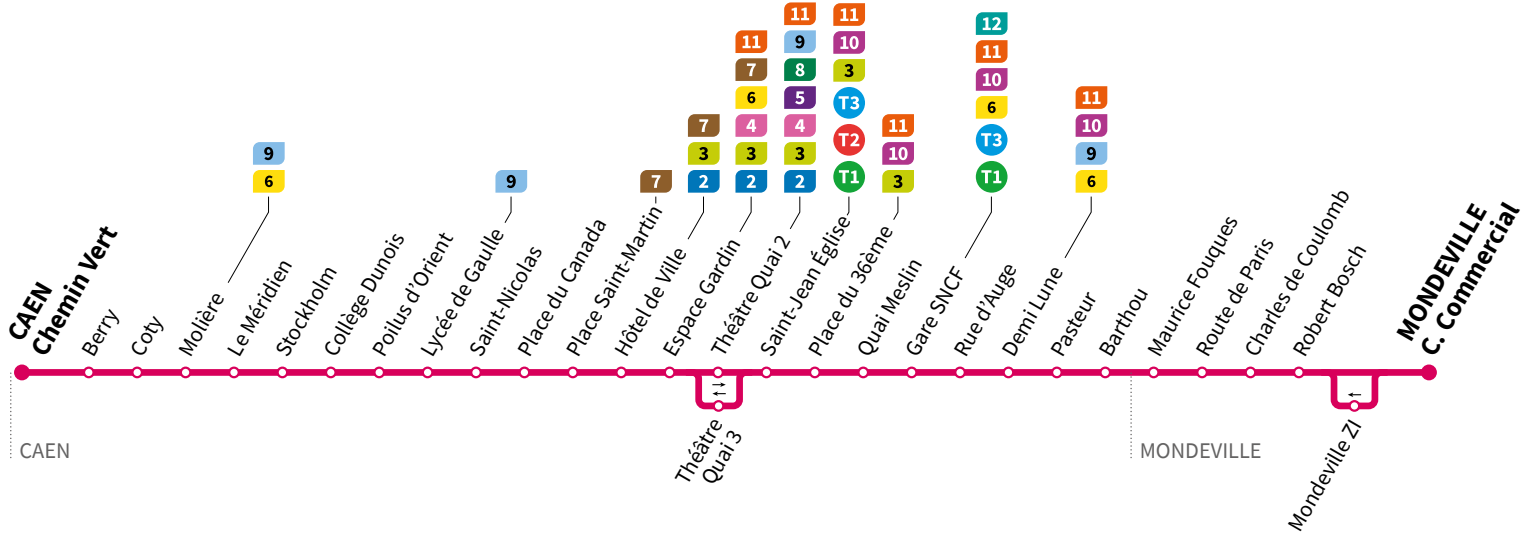 11
9
8
5
4
3
2
11
10
3
T3
T2
T1
12
11
10
6
T3
T1
11
7
6
4
3
2
7
3
2
7
9
9
6
11
10
3
11
10
9
6
CAEN
Chemin Vert
Berry
Coty
Molière
Le Méridien
Stockholm
Collège Dunois
Poilus d'Orient
Lycée de Gaulle
Saint-Nicolas
Place du Canada
Place Saint-Martin
Hôtel de Ville
Espace Gardin
Théâtre Quai 2
Saint-Jean Église
Place du 36ème
Quai Meslin
Gare SNCF
Rue d'Auge
Demi Lune
Pasteur
Barthou
Maurice Fouques
Route de Paris
Charles de Coulomb
Robert Bosch
MONDEVILLE
C. Commercial
Théâtre
Quai 3
Mondeville ZI
CAEN
MONDEVILLE